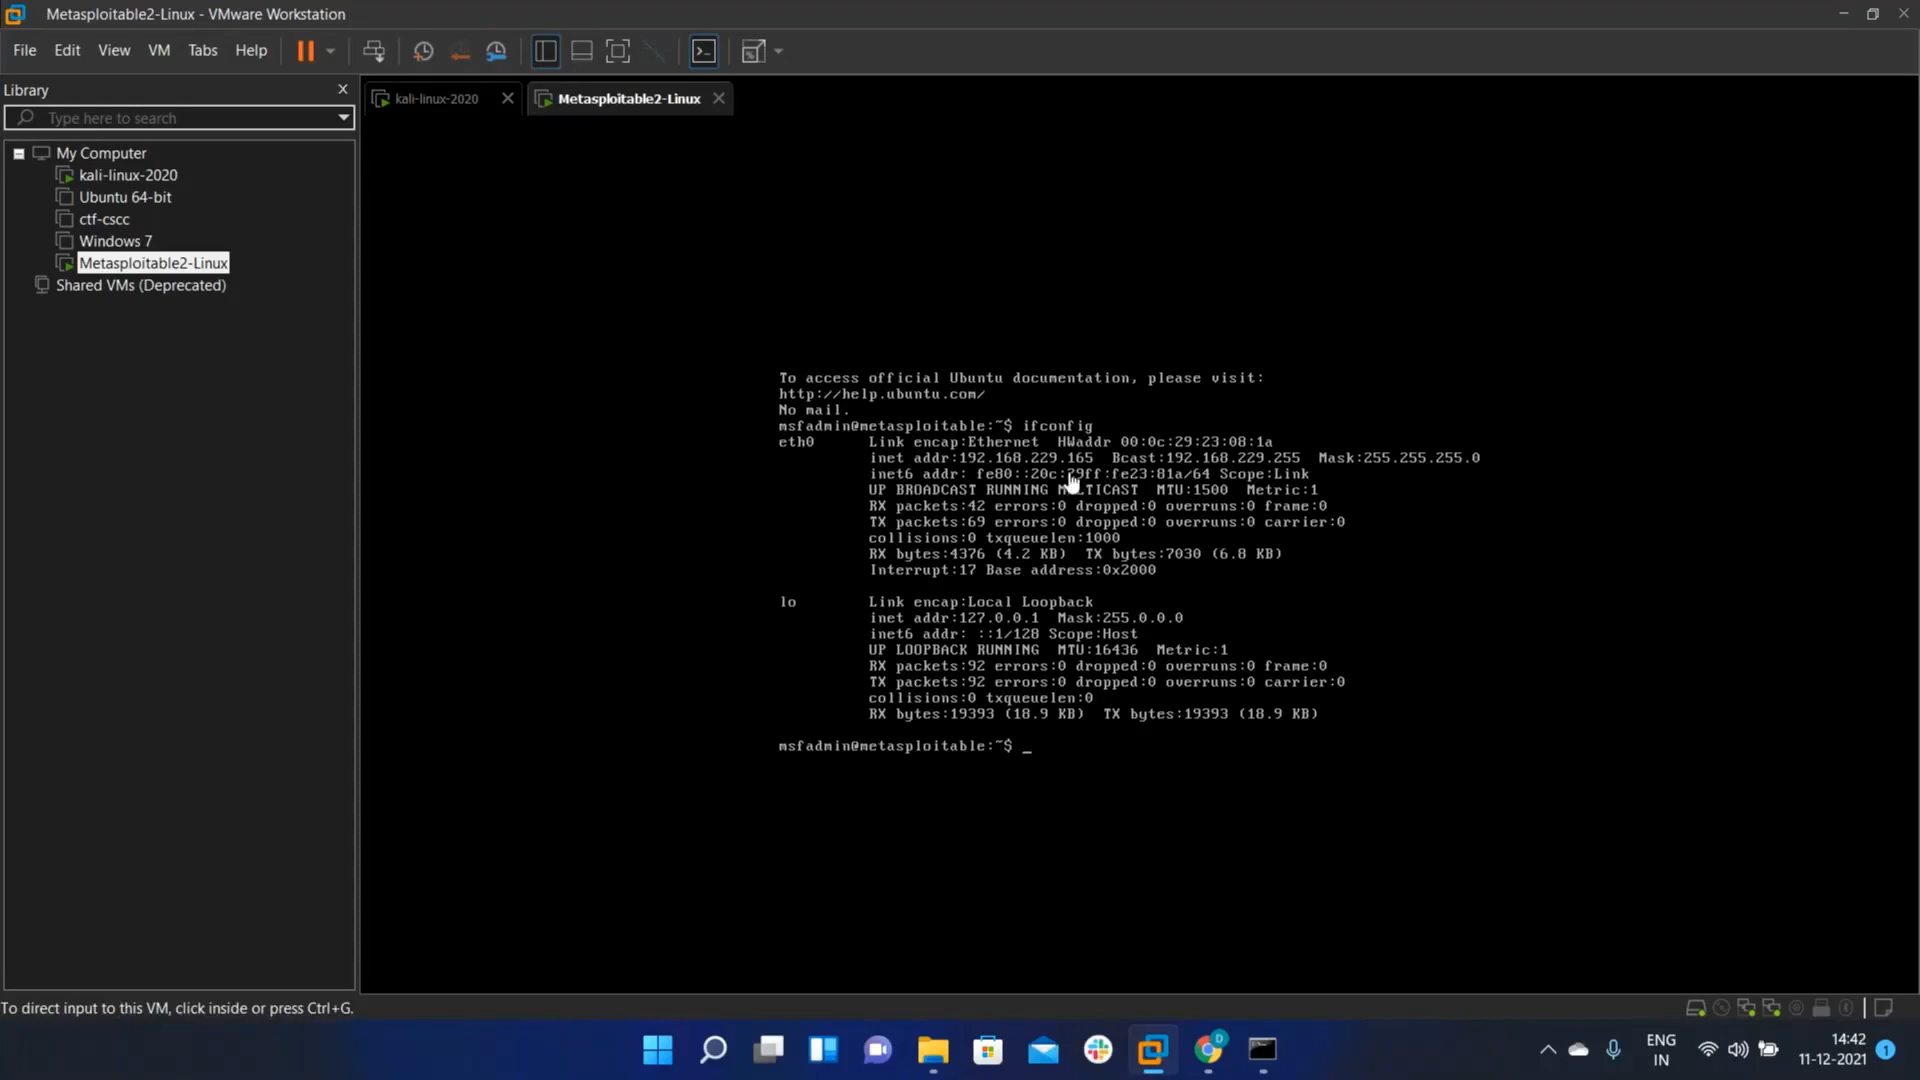 Metasploitable2-Linux - VMware Workstation
File Edit View VM Tabs Help
Library
Type here to search
My Computer
kali-linux-2020
Ubuntu 64-bit
ctf-cscc
Windows 7
Metasploitable2-Linux
Shared VMs (Deprecated)
kali-linux-2020
Metasploitable2-Linux
To access official Ubuntu documentation, please visit:
http://help.ubuntu.com/
No mail.
msfadmin@metasploitable:~$ ifconfig
eth0 Link encap:Ethernet HWaddr 00:0c:29:23:08:1a
inet addr:192.168.229.165 Bcast:192.168.229.255 Mask:255.255.255.0
inet6 addr: fe80::20c:29ff:fe23:81a/64 Scope:Link
UP BROADCAST RUNNING MULTICAST MTU:1500 Metric:1
RX packets:42 errors:0 dropped:0 overruns:0 frame:0
TX packets:69 errors:0 dropped:0 overruns:0 carrier:0
collisions:0 txqueuelen:1000
RX bytes:4376 (4.2 KB) TX bytes:7030 (6.8 KB)
Interrupt:17 Base address:0x2000
lo Link encap:Local Loopback
inet addr:127.0.0.1 Mask:255.0.0.0
inet6 addr: ::1/128 Scope:Host
UP LOOPBACK RUNNING MTU:16436 Metric:1
RX packets:92 errors:0 dropped:0 overruns:0 frame:0
TX packets:92 errors:0 dropped:0 overruns:0 carrier:0
collisions:0 txqueuelen:0
RX bytes:19393 (18.9 KB) TX bytes:19393 (18.9 KB)
msfadmin@metasploitable:~$ _
To direct input to this VM, click inside or press Ctrl+G.
D
ENG
IN
14:42
11-12-2021
1